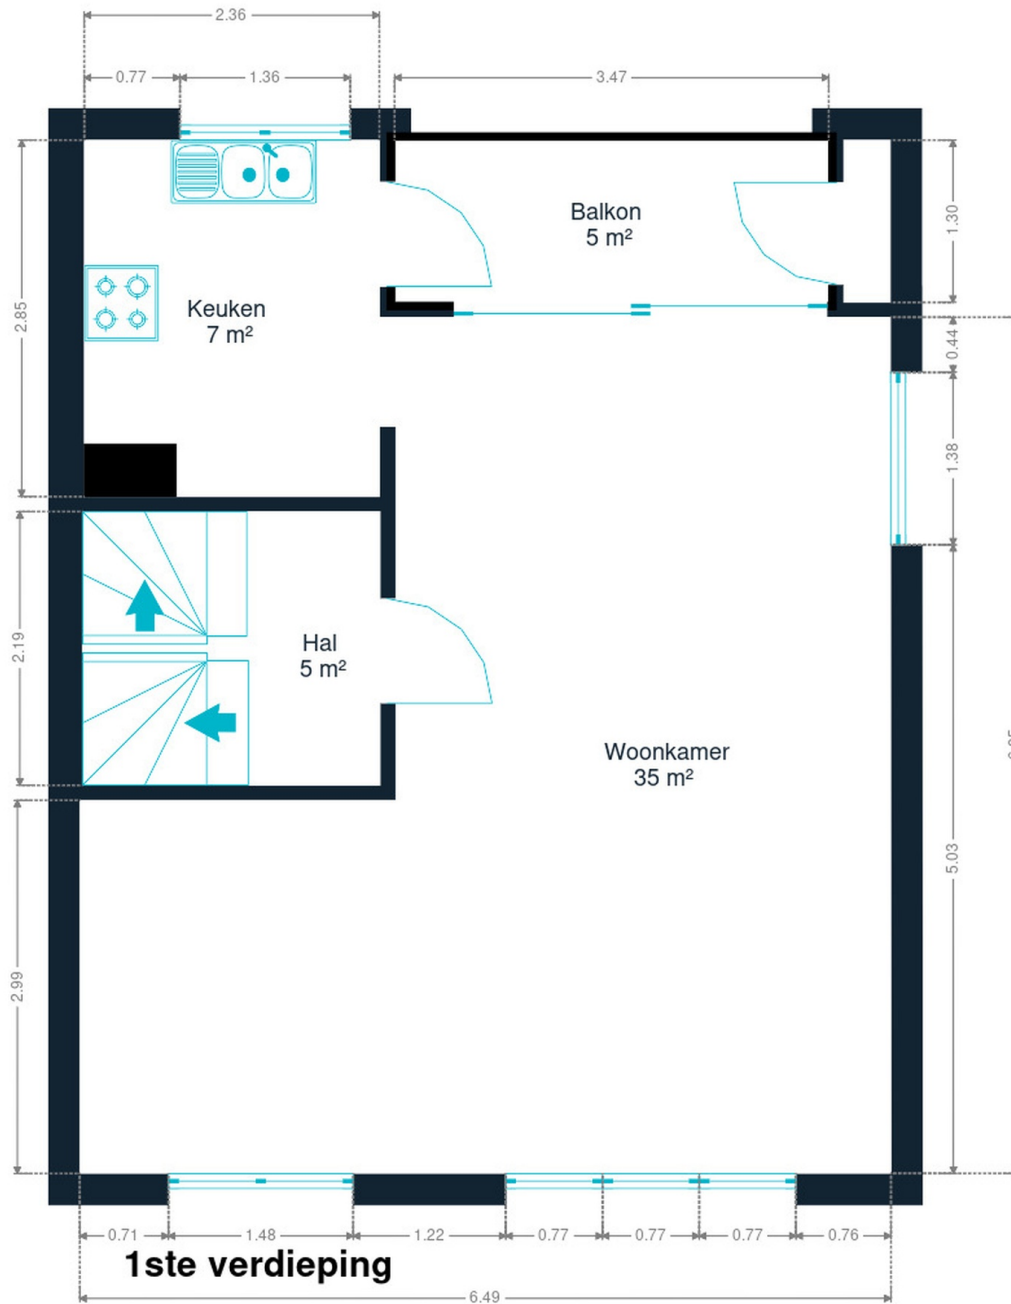 2.36
0.77
1.36
3.47
Balkon
5 m²
1.30
Keuken
7 m²
2.85
0.44
1.38
Hal
5 m²
2.19
Woonkamer
35 m²
5.03
2.99
0.71
1.48
1.22
0.77
0.77
0.77
0.76
1ste verdieping
6.49